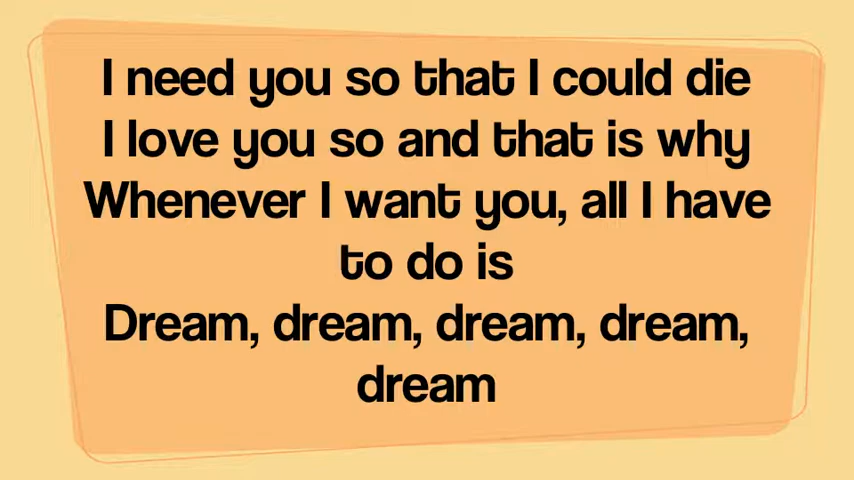 I need you so that I could die
I love you so and that is why
Whenever I want you, all I have
to do is
Dream, dream, dream, dream,
dream